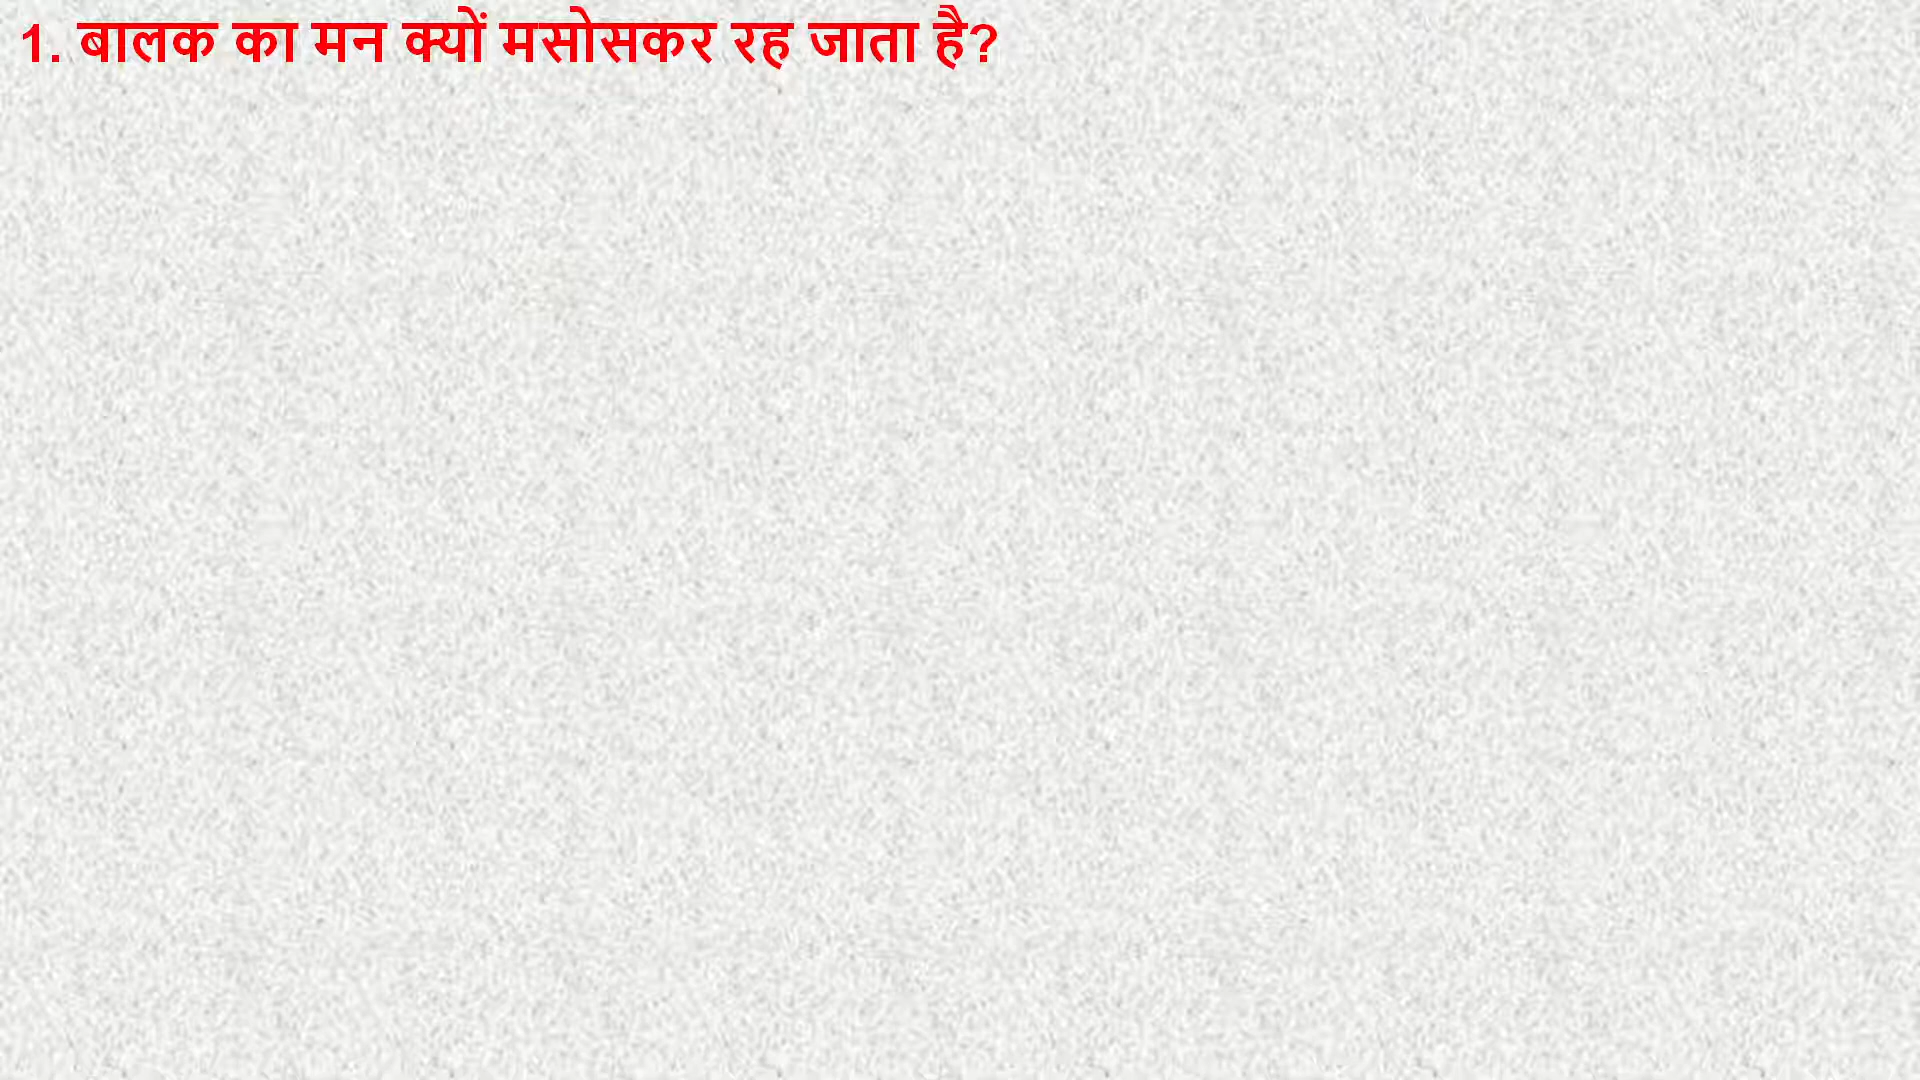 1. बालक का मन क्यों मसोसकर रह जाता है?